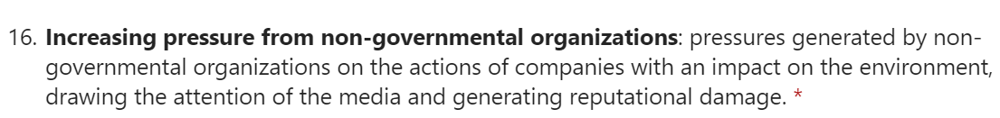 16. Increasing pressure from non-governmental organizations: pressures generated by non-
governmental organizations on the actions of companies with an impact on the environment,
drawing the attention of the media and generating reputational damage. *